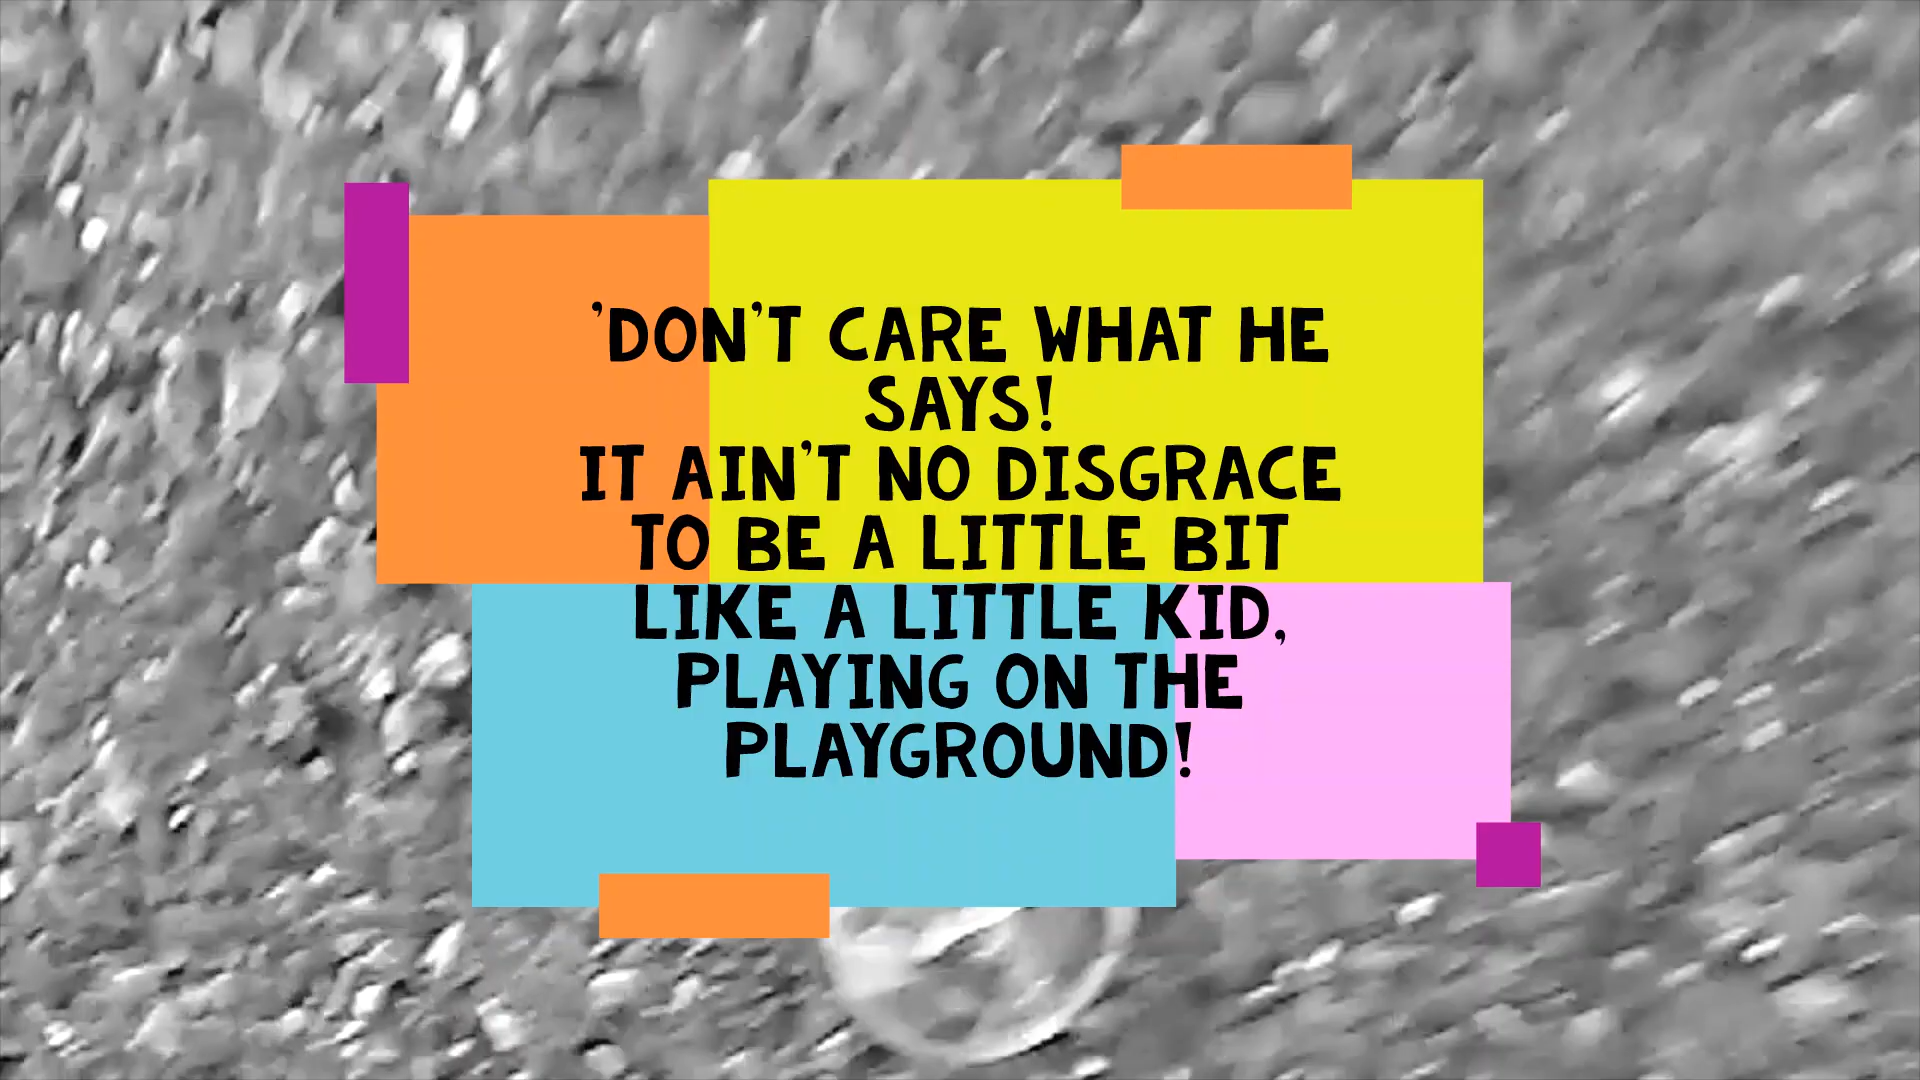 'DON'T CARE WHAT HE
SAYS!
IT AIN'T NO DISGRACE
TO BE A LITTLE BIT
LIKE A LITTLE KID,
PLAYING ON THE
PLAYGROUND!